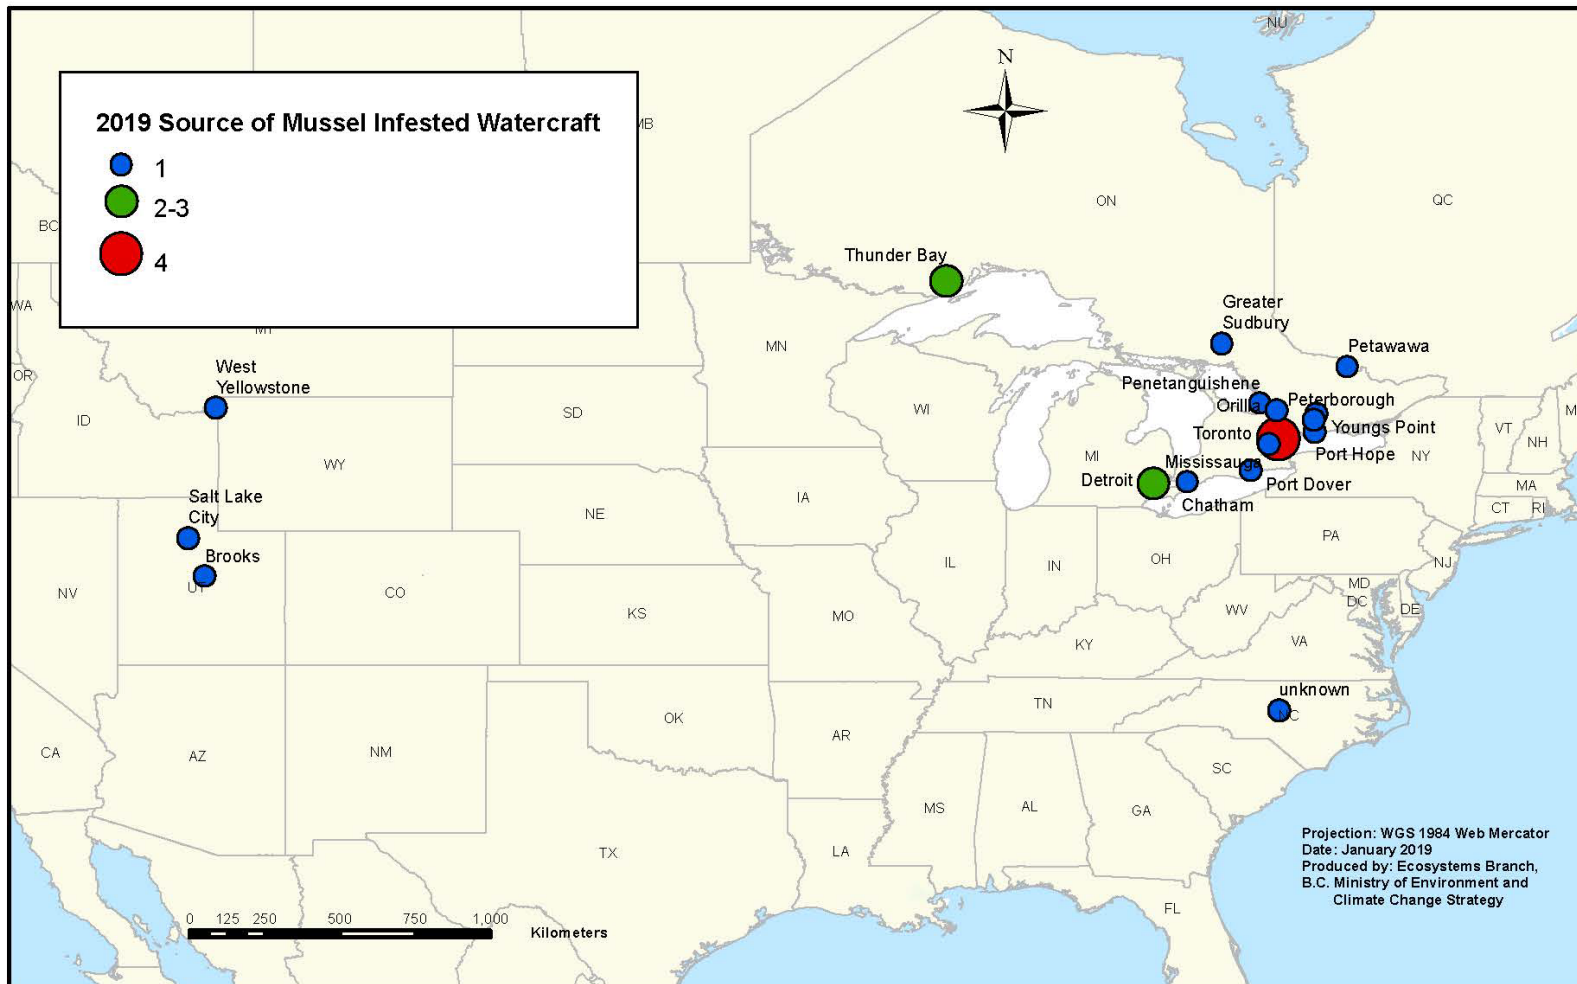 NU
N
2019 Source of Mussel Infested Watercraft
1
2-3
4
MB
BC
ON
QC
Thunder Bay
WA
Greater
Sudbury
Petawawa
MN
OR
West
Yellowstone
Penetanguishene
Orillia
Peterborough
ID
SD
WI
Toronto
Youngs Point
VT
NH
WY
MI
Mississauga
Port Hope
NY
Detroit
Port Dover
MA
Salt Lake
City
IA
Chatham
CT
RI
NE
PA
Brooks
UT
NV
CO
IL
IN
OH
NJ
MD
DC
DE
KS
MO
WV
KY
VA
unknown
NC
TN
OK
AR
CA
AZ
NM
SC
MS
AL
GA
TX
LA
FL
Projection: WGS 1984 Web Mercator
Date: January 2019
Produced by: Ecosystems Branch,
B.C. Ministry of Environment and
Climate Change Strategy
0 125 250 500 750 1,000
Kilometers